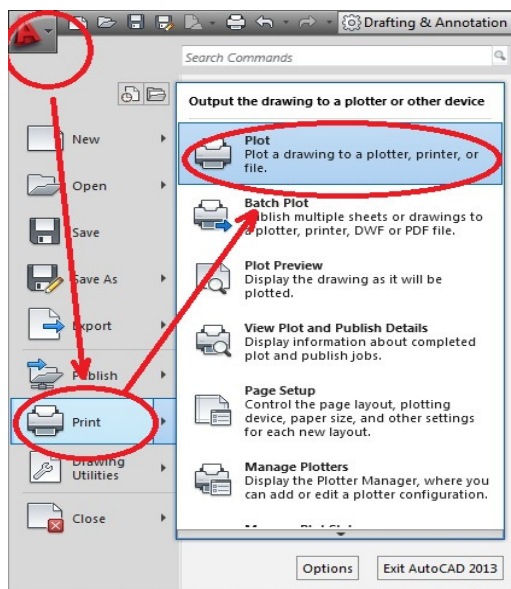 Drafting & Annotation
Search Commands
Output the drawing to a plotter or other device
New
Open
Save
Save As
Export
Publish
Print
Drawing
Utilities
Close
Plot
Plot a drawing to a plotter, printer, or
file.
Batch Plot
Publish multiple sheets or drawings to
a plotter, printer, DWF or PDF file.
Plot Preview
Display the drawing as it will be
plotted.
View Plot and Publish Details
Display information about completed
plot and publish jobs.
Page Setup
Control the page layout, plotting
device, paper size, and other settings
for each new layout.
Manage Plotters
Display the Plotter Manager, where you
can add or edit a plotter configuration.
Options
Exit AutoCAD 2013